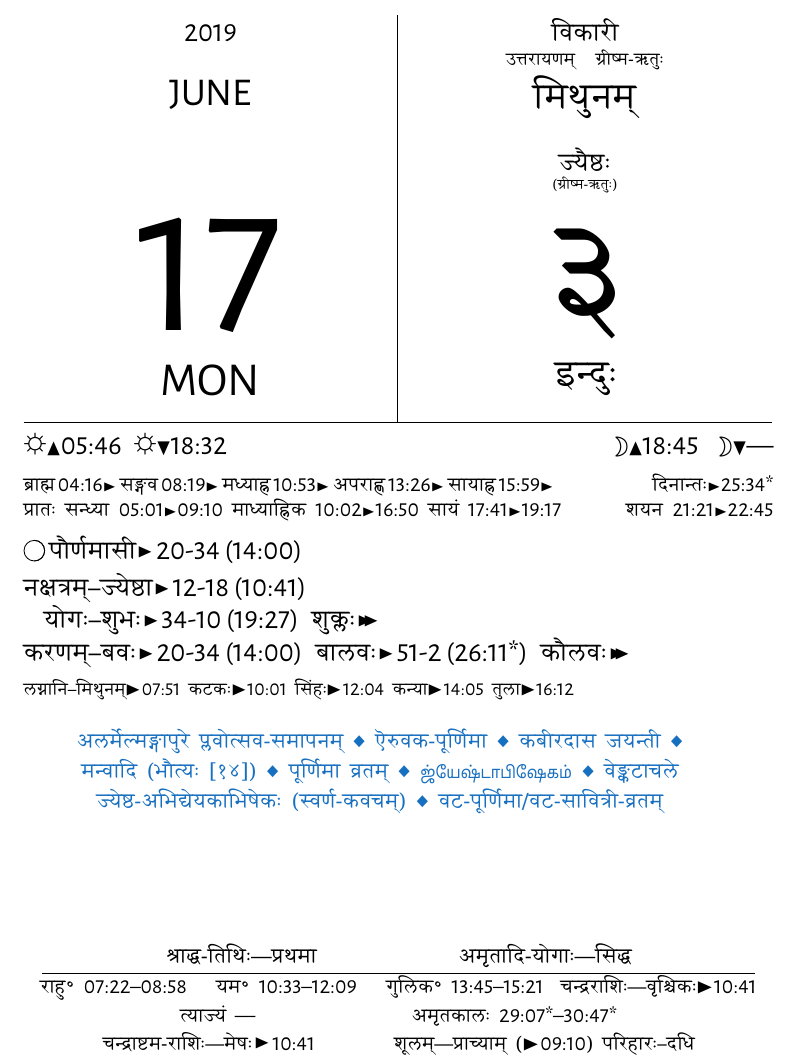 2019
JUNE
17
MON
विकारी
उत्तरायणम् ग्रीष्म-ऋतुः
मिथुनम्
ज्यैष्ठः
(ग्रीष्म-ऋतुः)
३
इन्दुः
☼▲05:46 ☼▼18:32 ☽▲18:45 ☽▼—
ब्राह्म 04:16► सङ्गव 08:19► मध्याह्न 10:53► अपराह्ण 13:26► सायाह्न 15:59► दिनान्तः►25:34*
प्रातः सन्ध्या 05:01►09:10 माध्याह्निक 10:02►16:50 सायं 17:41►19:17 शयन 21:21►22:45
○ पौर्णमासी►20-34 (14:00)
नक्षत्रम्–ज्येष्ठा►12-18 (10:41)
योगः–शुभः►34-10 (19:27) शुक्लः►►
करणम्–बवः►20-34 (14:00) बालवः►51-2 (26:11*) कौलवः►►
लग्नानि–मिथुनम्►07:51 कटकः►10:01 सिंहः►12:04 कन्या►14:05 तुला►16:12
अलर्मेल्मङ्गापुरे प्लवोत्सव-समापनम् ◆ ऐरुवक-पूर्णिमा ◆ कबीरदास जयन्ती ◆
मन्वादि (भौत्यः [१४]) ◆ पूर्णिमा व्रतम् ◆ ஜ்யேஷ்டாபிஷேகம் ◆ वेङ्कटाचले
ज्येष्ठ-अभिद्येयकाभिषेकः (स्वर्ण-कवचम्) ◆ वट-पूर्णिमा/वट-सावित्री-व्रतम्
श्राद्ध-तिथिः—प्रथमा अमृतादि-योगाः—सिद्ध
राहु॰ 07:22–08:58 यम॰ 10:33–12:09 गुलिक॰ 13:45–15:21 चन्द्रराशिः—वृश्चिकः►10:41
त्याज्यं — अमृतकालः 29:07*–30:47*
चन्द्राष्टम-राशिः—मेषः►10:41 शूलम्—प्राच्याम् (►09:10) परिहारः–दधि